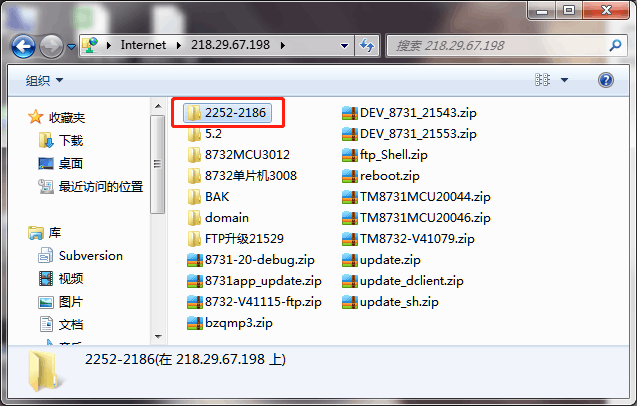 Internet
218.29.67.198
搜索 218.29.67.198
组织
收藏夹
下载
桌面
最近访问的位置
库
Subversion
视频
图片
文档
音乐
2252-2186
5.2
8732MCU3012
8732单片机3008
BAK
domain
FTP升级21529
8731-20-debug.zip
8731app_update.zip
8732-V41115-ftp.zip
bzqmp3.zip
DEV_8731_21543.zip
DEV_8731_21553.zip
ftp_Shell.zip
reboot.zip
TM8731MCU20044.zip
TM8731MCU20046.zip
TM8732-V41079.zip
update.zip
update_dclient.zip
update_sh.zip
2252-2186(在 218.29.67.198 上)